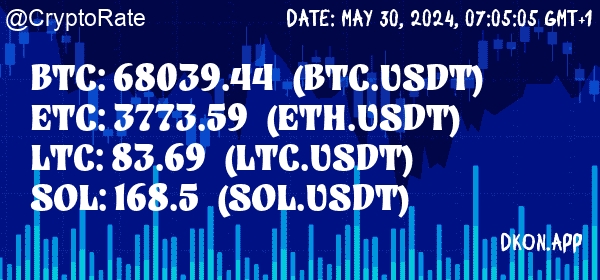 @CryptoRate
DATE: MAY 30, 2024, 07:05:05 GMT+1
BTC: 68039.44 (BTC.USDT)
ETC: 3773.59 (ETH.USDT)
LTC: 83.69 (LTC.USDT)
SOL: 168.5 (SOL.USDT)
DKON.APP